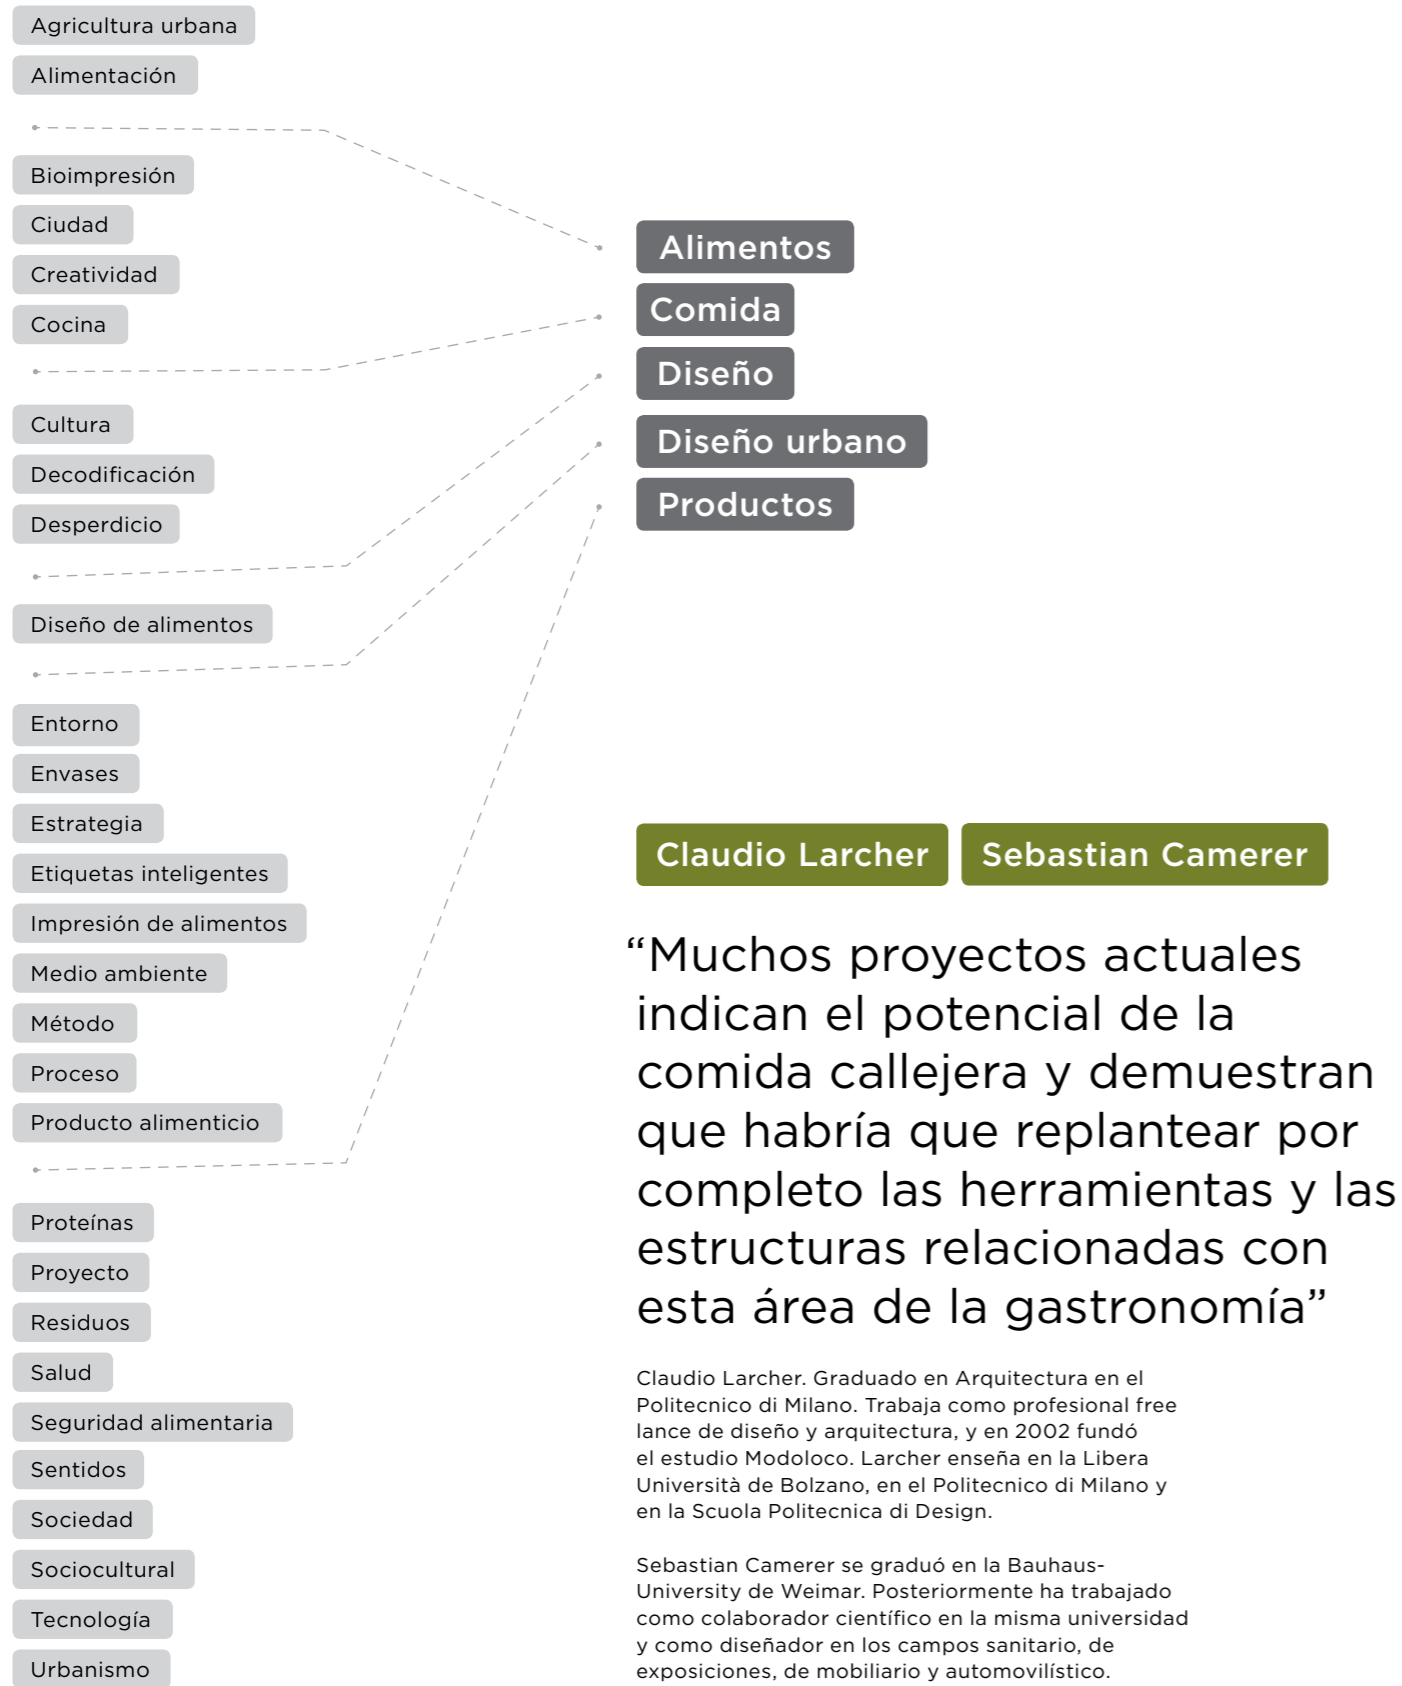 Agricultura urbana
Alimentación
Bioimpresión
Ciudad
Creatividad
Cocina
Cultura
Decodificación
Desperdicio
Diseño de alimentos
Entorno
Envases
Estrategia
Etiquetas inteligentes
Impresión de alimentos
Medio ambiente
Método
Proceso
Producto alimenticio
Proteínas
Proyecto
Residuos
Salud
Seguridad alimentaria
Sentidos
Sociedad
Sociocultural
Tecnología
Urbanismo
Alimentos
Comida
Diseño
Diseño urbano
Productos
Claudio Larcher
Sebastian Camerer
“Muchos proyectos actuales
indican el potencial de la
comida callejera y demuestran
que habría que replantear por
completo las herramientas y las
estructuras relacionadas con
esta área de la gastronomía”
Claudio Larcher. Graduado en Arquitectura en el
Politecnico di Milano. Trabaja como profesional free
lance de diseño y arquitectura, y en 2002 fundó
el estudio Modoloco. Larcher enseña en la Libera
Università de Bolzano, en el Politecnico di Milano y
en la Scuola Politecnica di Design.
Sebastian Camerer se graduó en la Bauhaus-
University de Weimar. Posteriormente ha trabajado
como colaborador científico en la misma universidad
y como diseñador en los campos sanitario, de
exposiciones, de mobiliario y automovilístico.